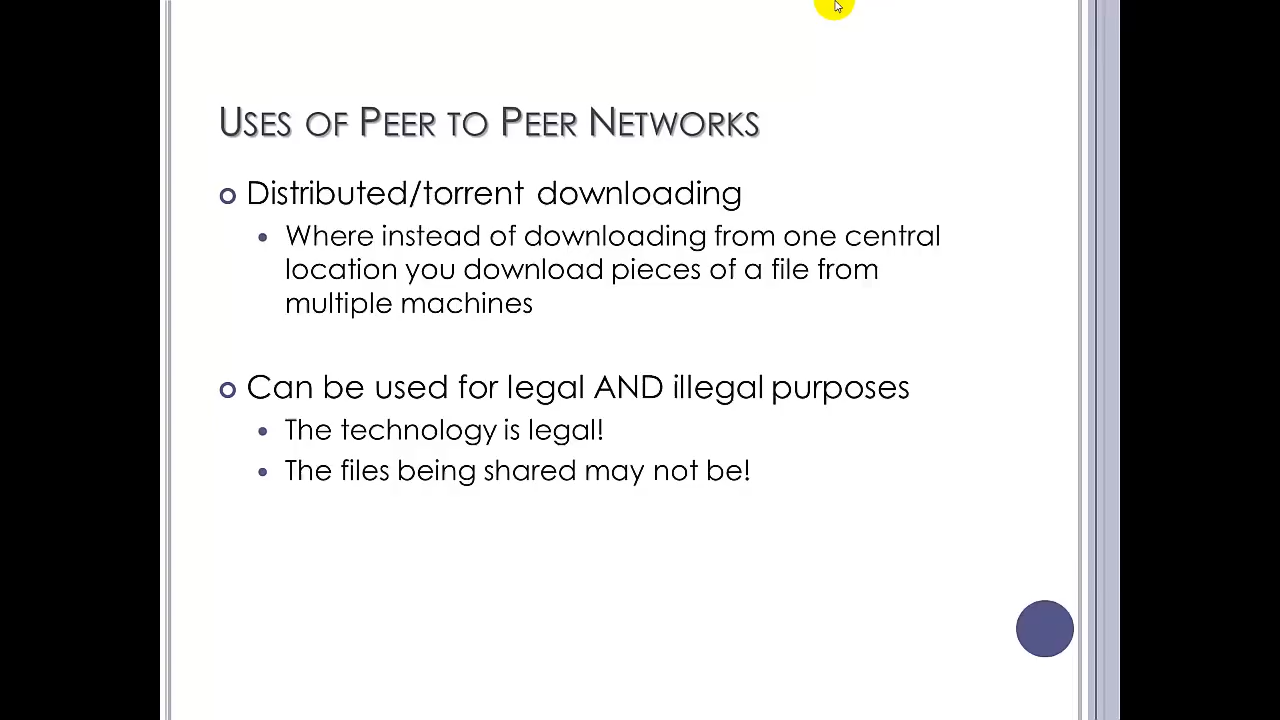 Uses of Peer to Peer Networks
Distributed/torrent downloading
Where instead of downloading from one central
location you download pieces of a file from
multiple machines
Can be used for legal AND illegal purposes
The technology is legal!
The files being shared may not be!